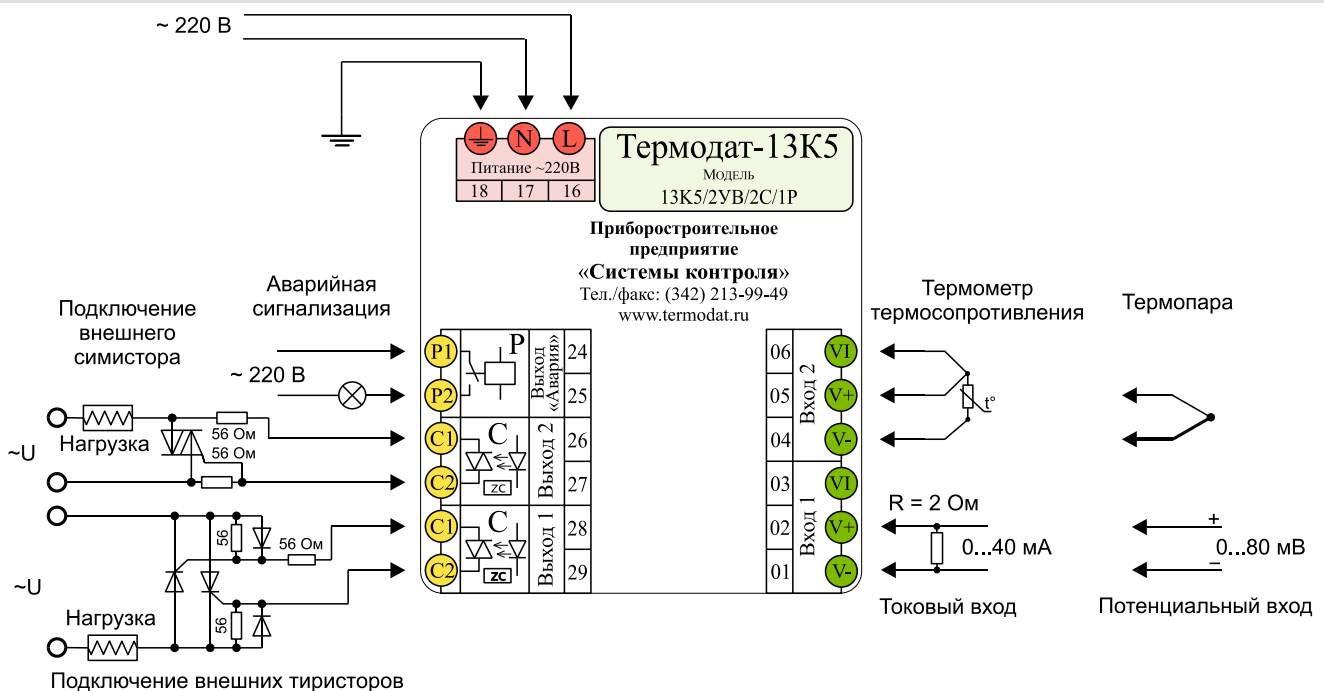 ~ 220 В
N
L
Питание ~220В
18
17
16
Термодат-13К5
Модель
13К5/2УВ/2С/1Р
Приборостроительное
предприятие
«Системы контроля»
Тел./факс: (342) 213-99-49
www.termodat.ru
Подключение
внешнего
симистора
Аварийная
сигнализация
~ 220 В
Нагрузка
56 Ом
56 Ом
~U
P1
P2
C1
C2
C1
C2
Р
Выход
«Авария»
24
25
С
ZC
Выход 2
26
27
С
ZC
Выход 1
28
29
56
56 Ом
~U
Нагрузка
56
Подключение внешних тиристоров
06
05
04
Вход 2
VI
V+
V-
03
02
01
Вход 1
VI
V+
V-
Термометр
термосопротивления
t°
Термопара
R = 2 Ом
0...40 мА
Токовый вход
+
0...80 мВ
−
Потенциальный вход